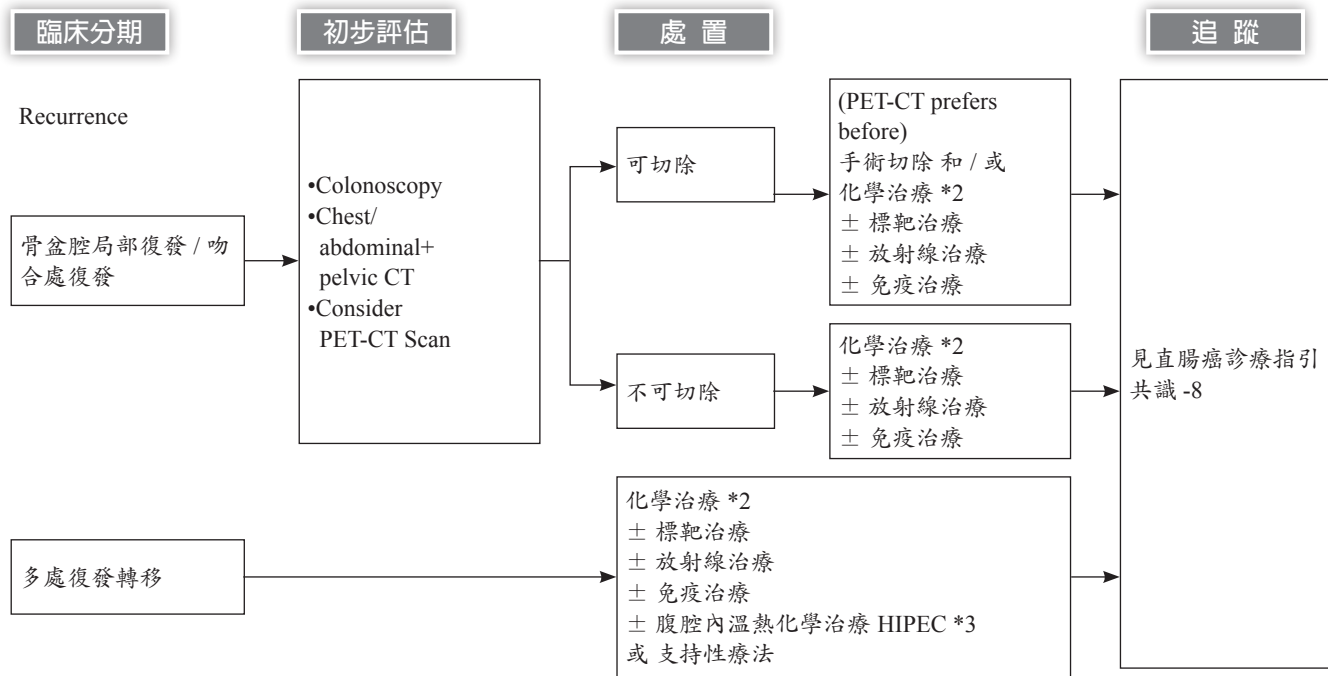 臨床分期
初步評估
處 置
追 蹤
Recurrence
骨盆腔局部復發 / 吻
合處復發
•Colonoscopy
•Chest/
abdominal+
pelvic CT
•Consider
PET-CT Scan
可切除
(PET-CT prefers
before)
手術切除 和 / 或
化學治療 *2
± 標靶治療
± 放射線治療
± 免疫治療
不可切除
化學治療 *2
± 標靶治療
± 放射線治療
± 免疫治療
見直腸癌診療指引
共識 -8
多處復發轉移
化學治療 *2
± 標靶治療
± 放射線治療
± 免疫治療
± 腹腔內溫熱化學治療 HIPEC *3
或 支持性療法